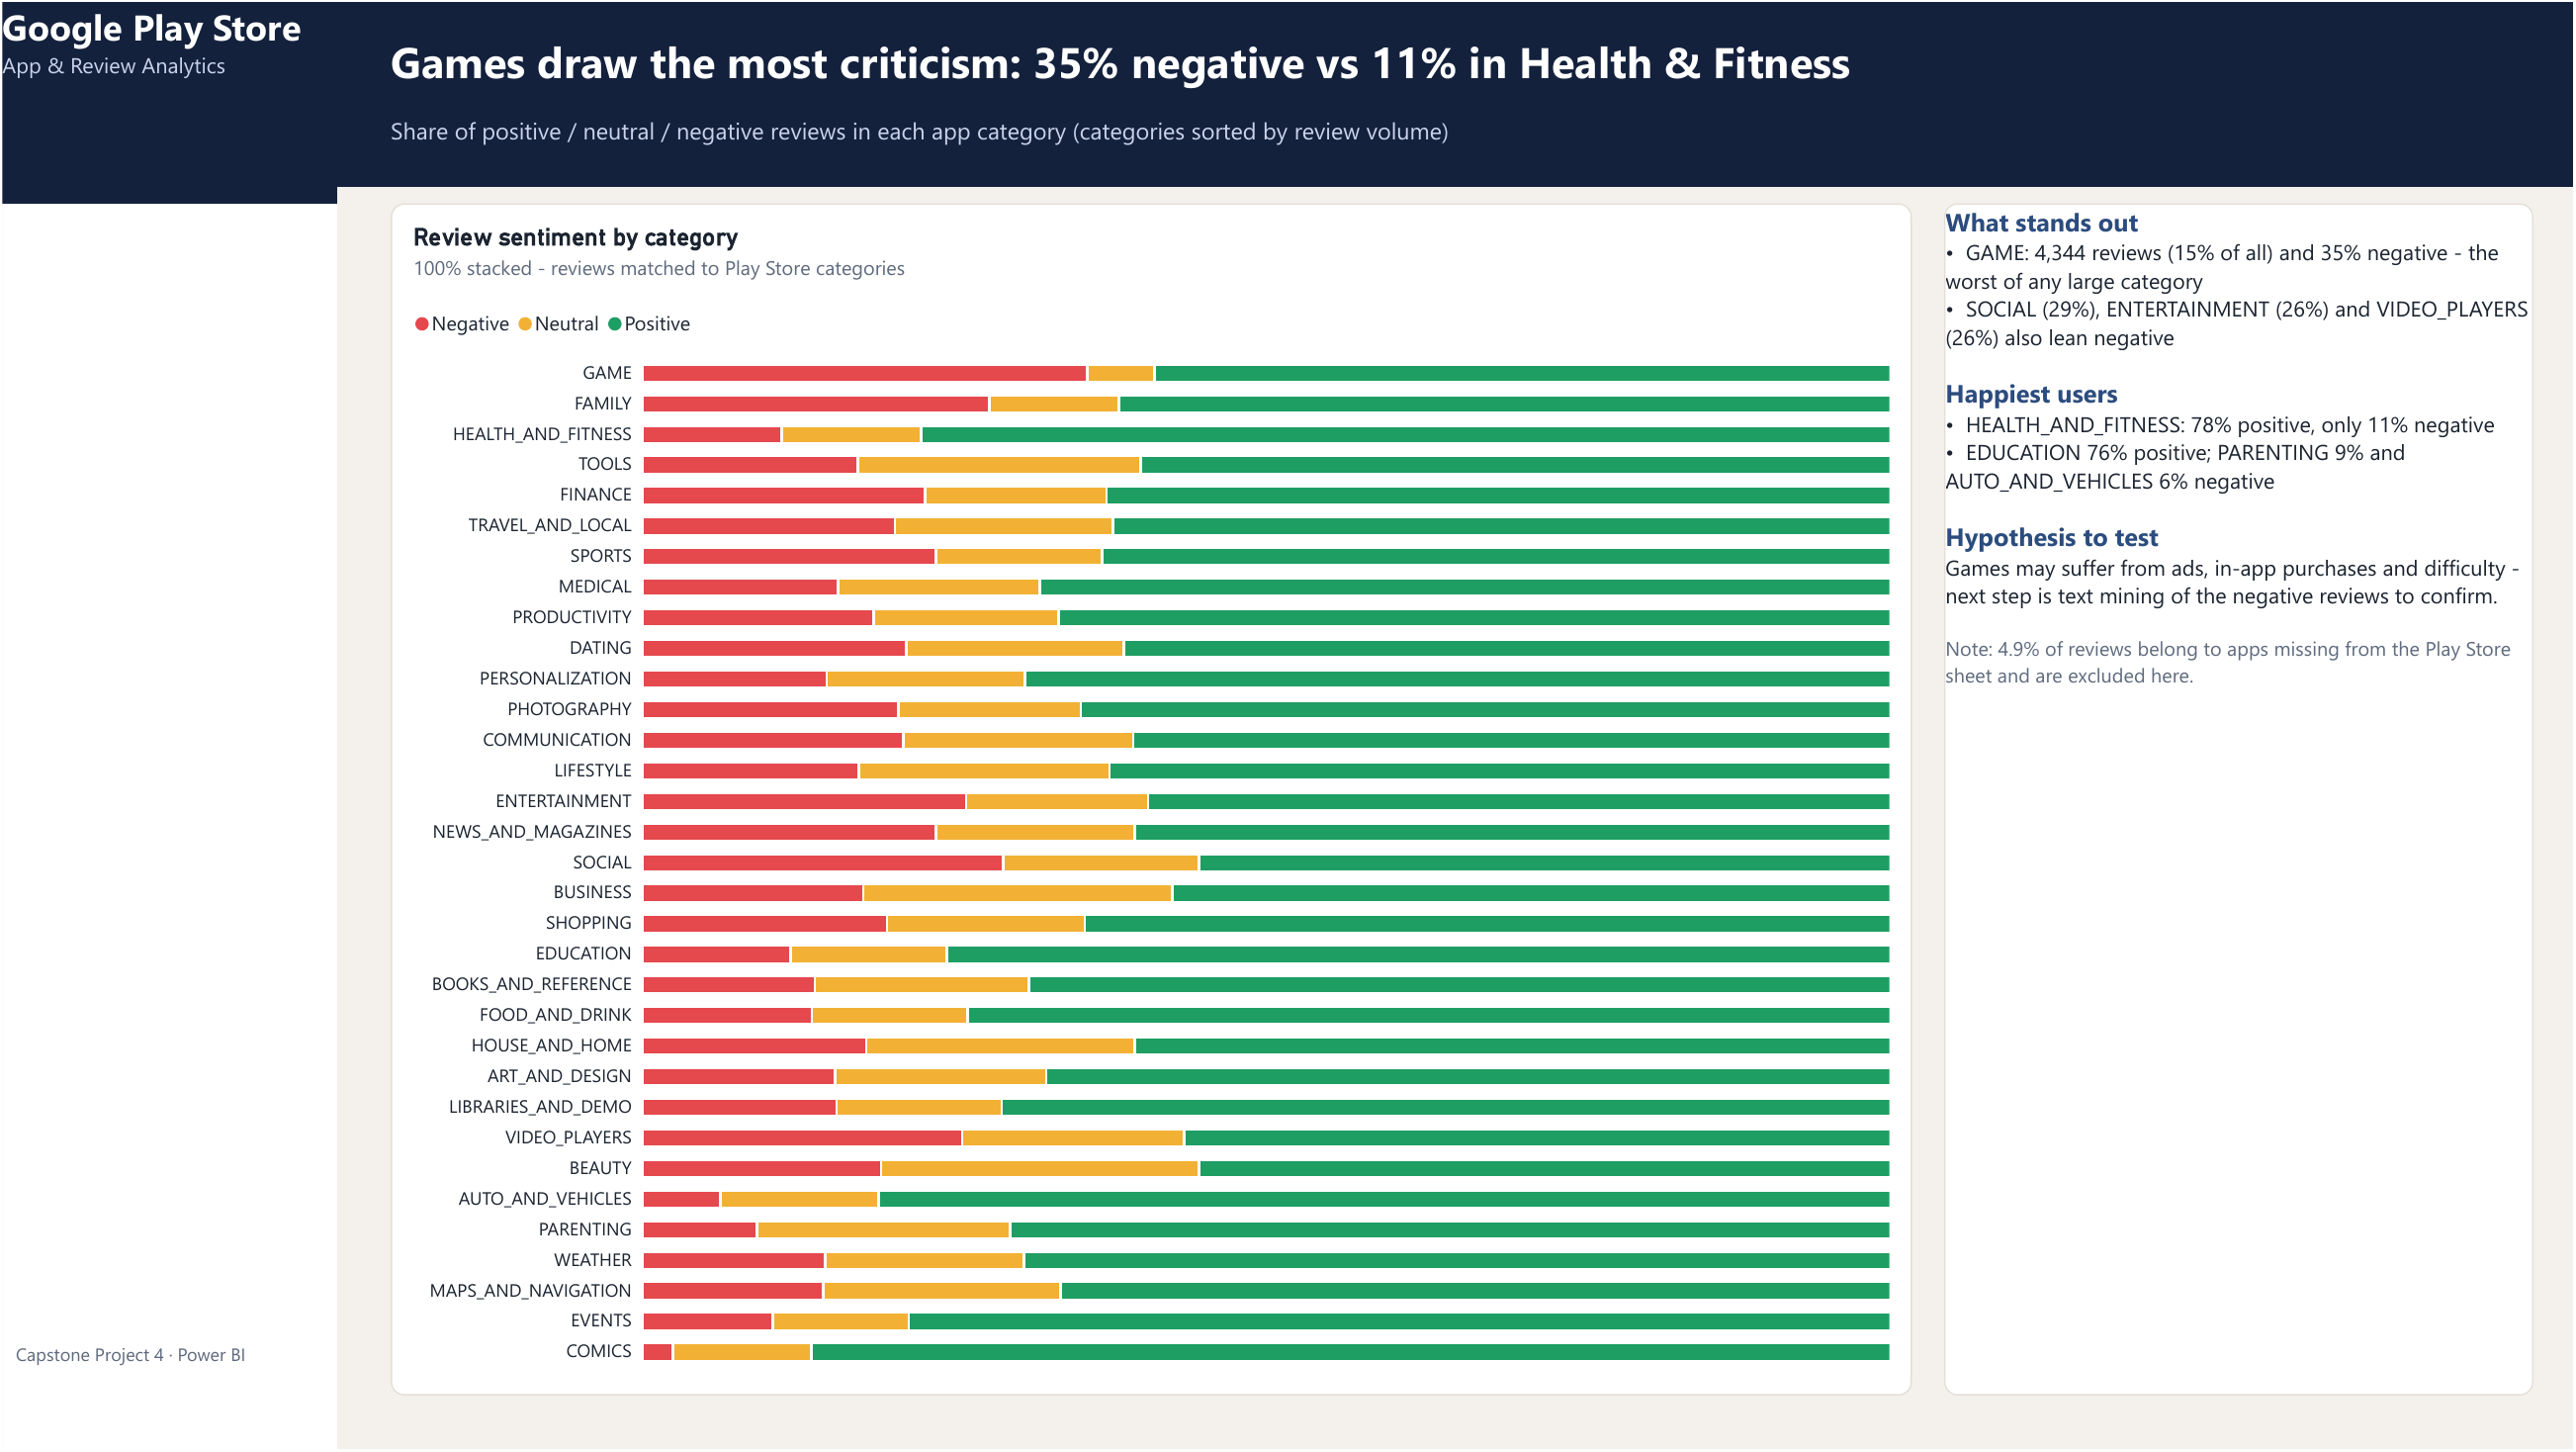 Google Play Store
App & Review Analytics
Games draw the most criticism: 35% negative vs 11% in Health & Fitness
Share of positive / neutral / negative reviews in each app category (categories sorted by review volume)
Review sentiment by category
100% stacked - reviews matched to Play Store categories
Negative Neutral Positive
GAME
FAMILY
HEALTH_AND_FITNESS
TOOLS
FINANCE
TRAVEL_AND_LOCAL
SPORTS
MEDICAL
PRODUCTIVITY
DATING
PERSONALIZATION
PHOTOGRAPHY
COMMUNICATION
LIFESTYLE
ENTERTAINMENT
NEWS_AND_MAGAZINES
SOCIAL
BUSINESS
SHOPPING
EDUCATION
BOOKS_AND_REFERENCE
FOOD_AND_DRINK
HOUSE_AND_HOME
ART_AND_DESIGN
LIBRARIES_AND_DEMO
VIDEO_PLAYERS
BEAUTY
AUTO_AND_VEHICLES
PARENTING
WEATHER
MAPS_AND_NAVIGATION
EVENTS
COMICS
What stands out
• GAME: 4,344 reviews (15% of all) and 35% negative - the
worst of any large category
• SOCIAL (29%), ENTERTAINMENT (26%) and VIDEO_PLAYERS
(26%) also lean negative
Happiest users
• HEALTH_AND_FITNESS: 78% positive, only 11% negative
• EDUCATION 76% positive; PARENTING 9% and
AUTO_AND_VEHICLES 6% negative
Hypothesis to test
Games may suffer from ads, in-app purchases and difficulty -
next step is text mining of the negative reviews to confirm.
Note: 4.9% of reviews belong to apps missing from the Play Store
sheet and are excluded here.
Capstone Project 4 · Power BI